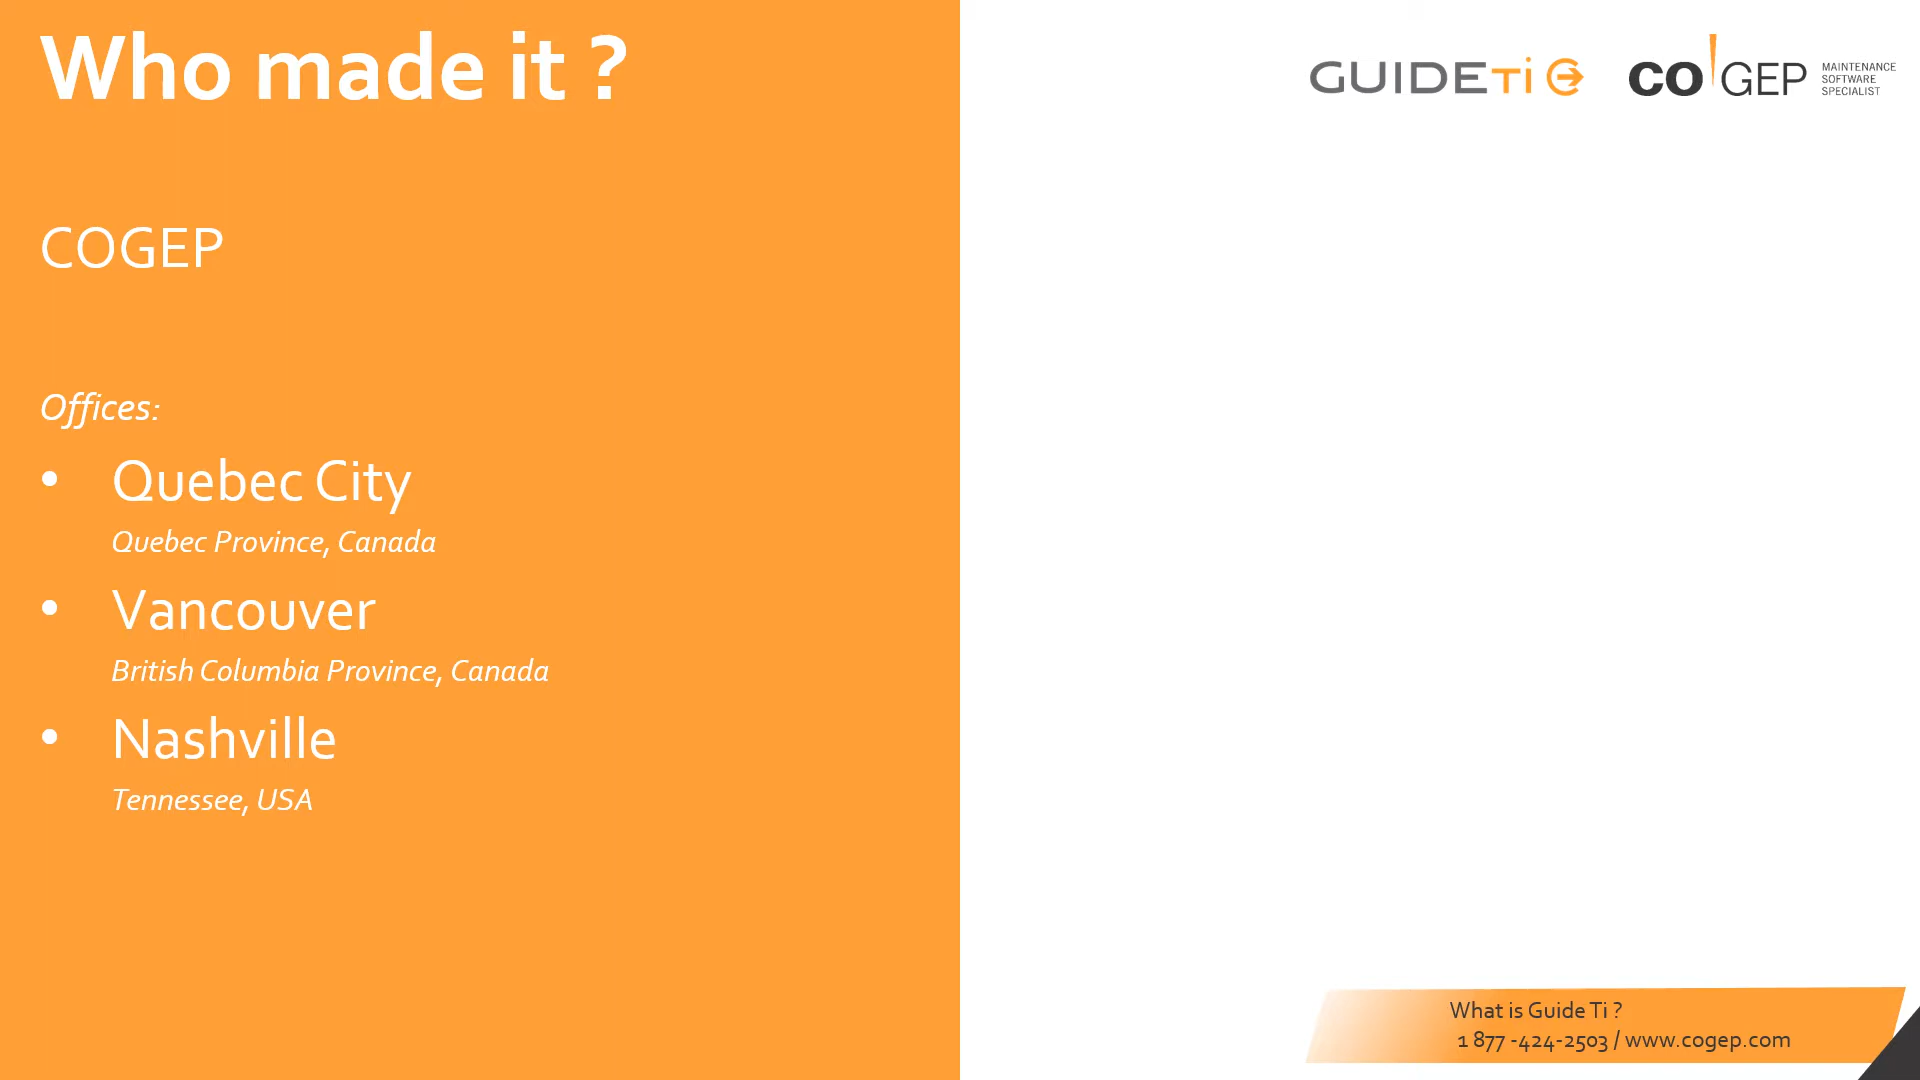 Who made it ?
GUIDETi
CO GEP
MAINTENANCE
SOFTWARE
SPECIALIST
COGEP
Offices:
• Quebec City
Quebec Province, Canada
• Vancouver
British Columbia Province, Canada
• Nashville
Tennessee, USA
What is Guide Ti ?
1 877 -424-2503 / www.cogep.com